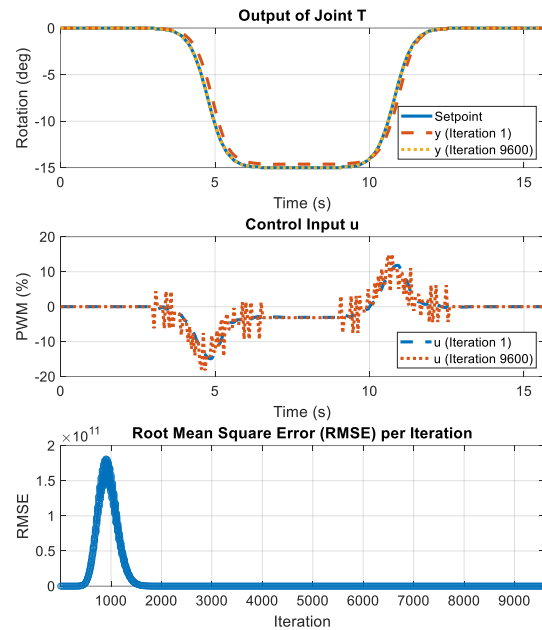 Output of Joint T
Rotation (deg)
0
-5
-10
-15
Setpoint
y (Iteration 1)
y (Iteration 9600)
0 5 10 15
Time (s)
Control Input u
PWM (%)
20
10
0
-10
-20
u (Iteration 1)
u (Iteration 9600)
0 5 10 15
Time (s)
×10^11
Root Mean Square Error (RMSE) per Iteration
RMSE
2
1.5
1
0.5
0
1000 2000 3000 4000 5000 6000 7000 8000 9000
Iteration